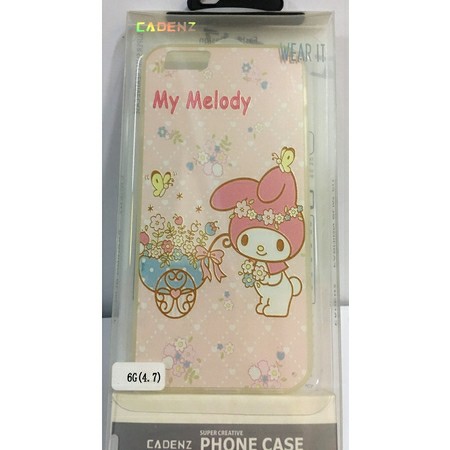 CADENZ
WEAR IT
My Melody
6G(4.7)
SUPER CREATIVE
CADENZ PHONE CASE